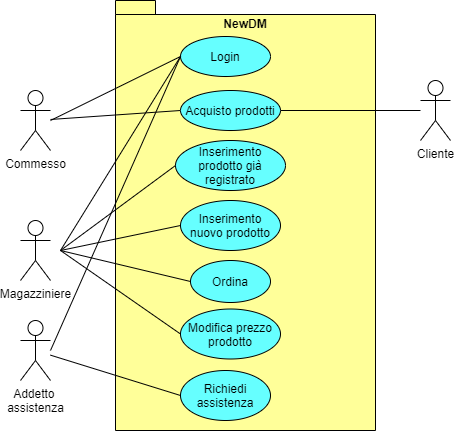 NewDM
Login
Acquisto prodotti
Commesso
Cliente
Inserimento
prodotto già
registrato
Inserimento
nuovo prodotto
Magazziniere
Ordina
Modifica prezzo
prodotto
Addetto
assistenza
Richiedi
assistenza